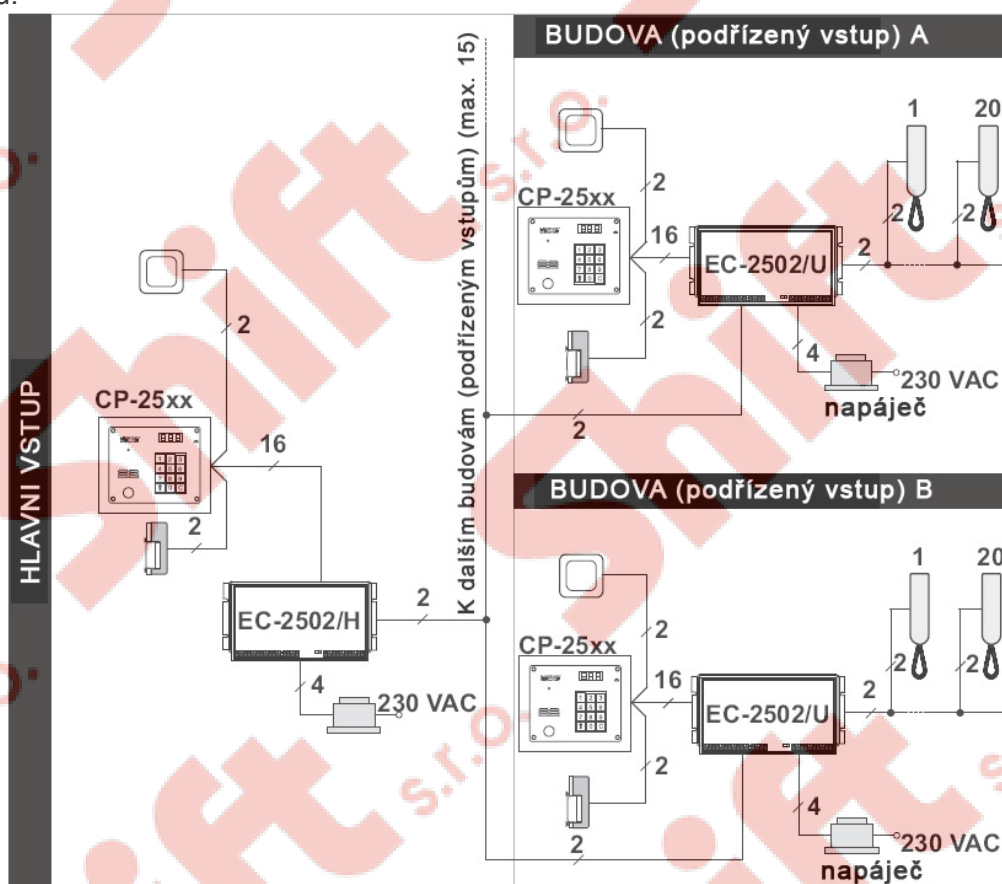 u.
HLAVNI VSTUP
CP-25xx
2
16
2
EC-2502/H
2
4
230 VAC
K dalším budovám (podřízeným vstupům) (max. 15)
BUDOVA (podřízený vstup) A
1
20
2
2
CP-25xx
2
16
2
EC-2502/U
2
4
230 VAC
napáječ
2
BUDOVA (podřízený vstup) B
1
20
2
2
CP-25xx
2
16
2
EC-2502/U
2
4
230 VAC
napáječ
2
Shift s.r.o.